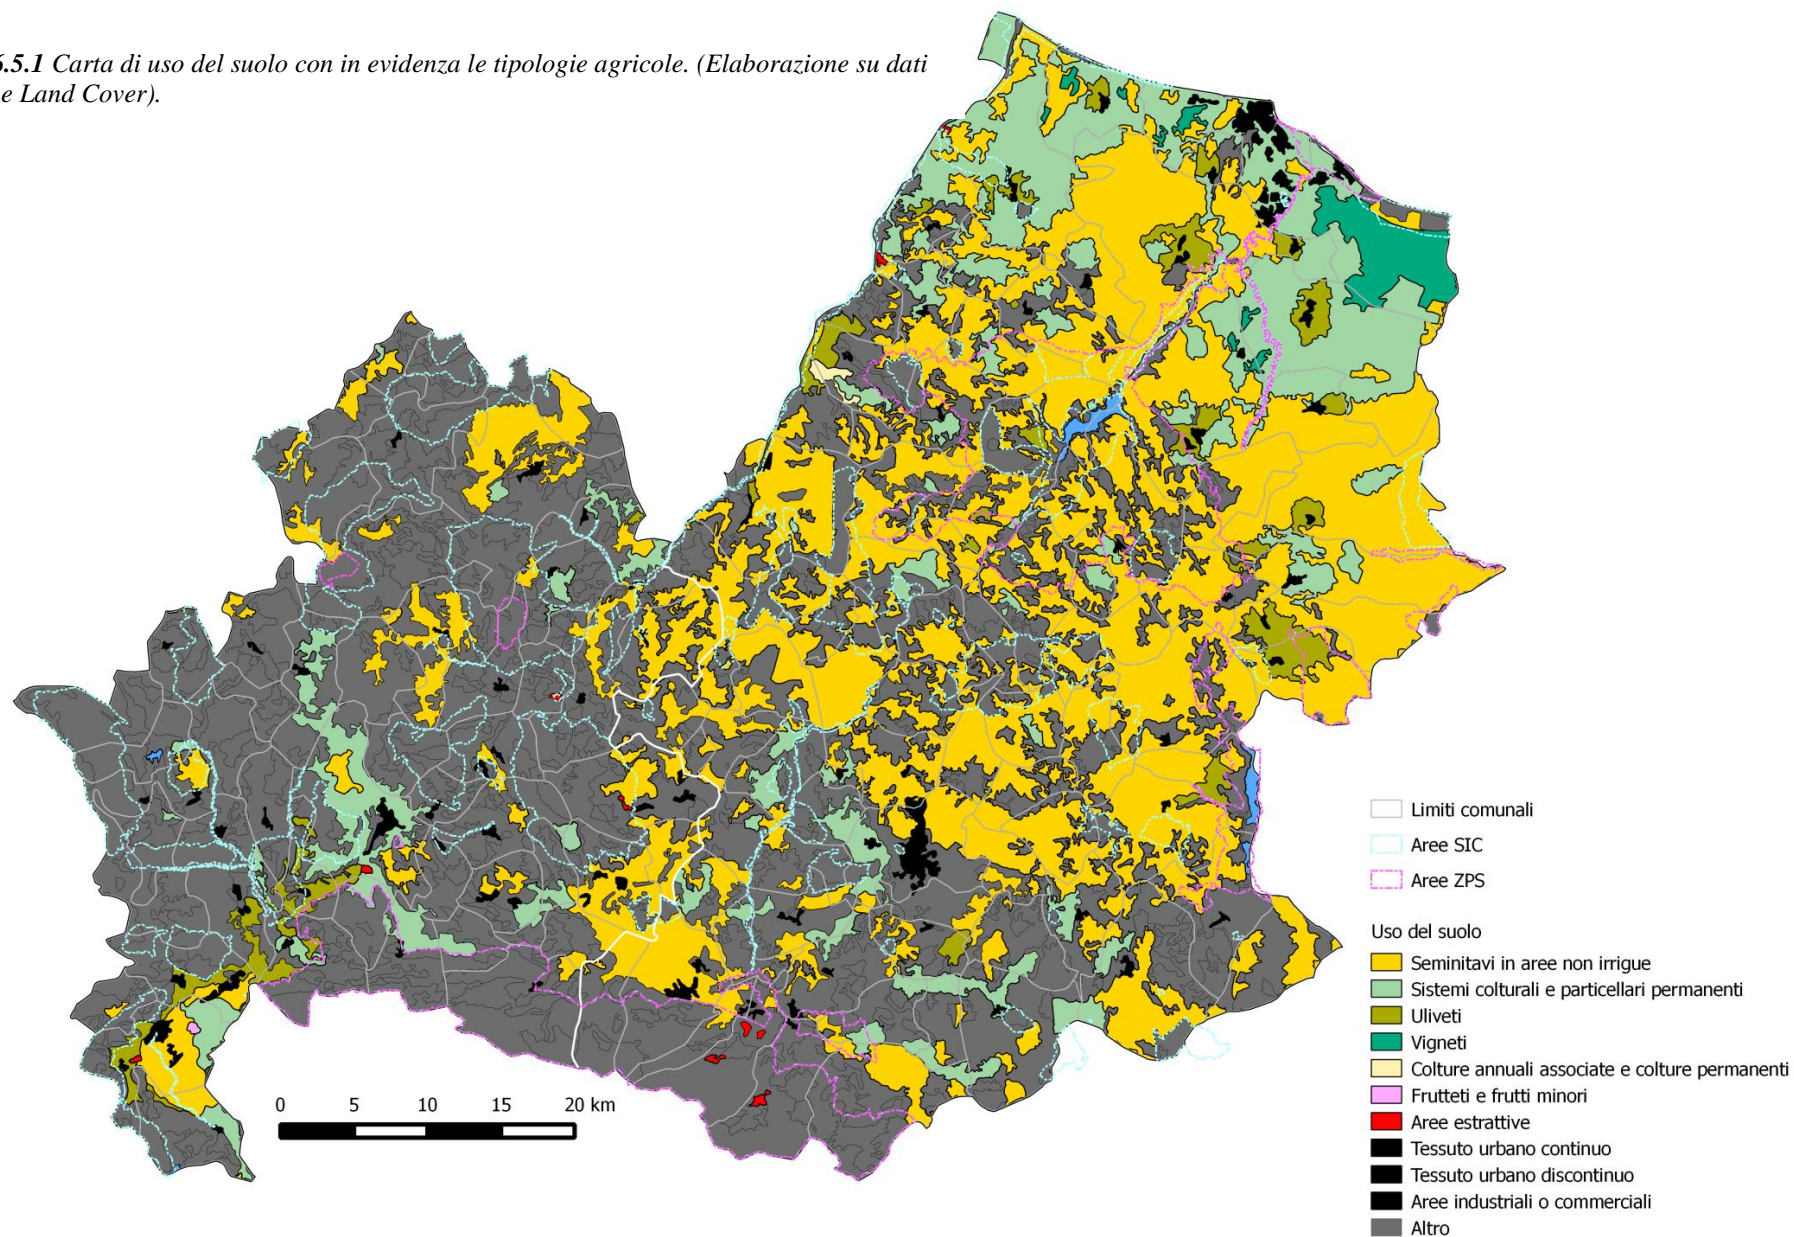 6.5.1 Carta di uso del suolo con in evidenza le tipologie agricole. (Elaborazione su dati
e Land Cover).
0 5 10 15 20 km
Limiti comunali
Aree SIC
Aree ZPS
Uso del suolo
Seminitavi in aree non irrigue
Sistemi colturali e particellari permanenti
Uliveti
Vigneti
Colture annuali associate e colture permanenti
Frutteti e frutti minori
Aree estrattive
Tessuto urbano continuo
Tessuto urbano discontinuo
Aree industriali o commerciali
Altro